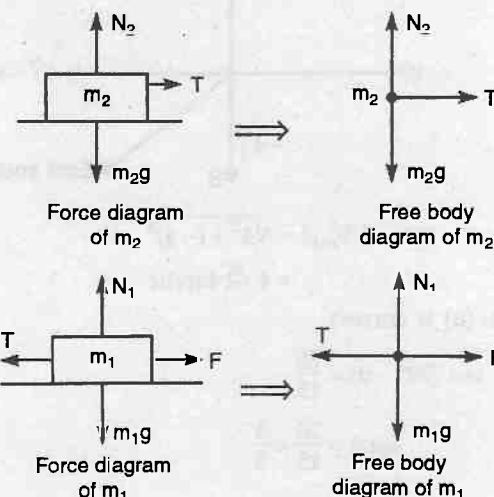 N₂
N₂
m₂
T
m₂
T
m₂g
m₂g
Force diagram
of m₂
Free body
diagram of m₂
N₁
N₁
T
m₁
F
T
m₁g
m₁g
Force diagram
of m₁
Free body
diagram of m₁